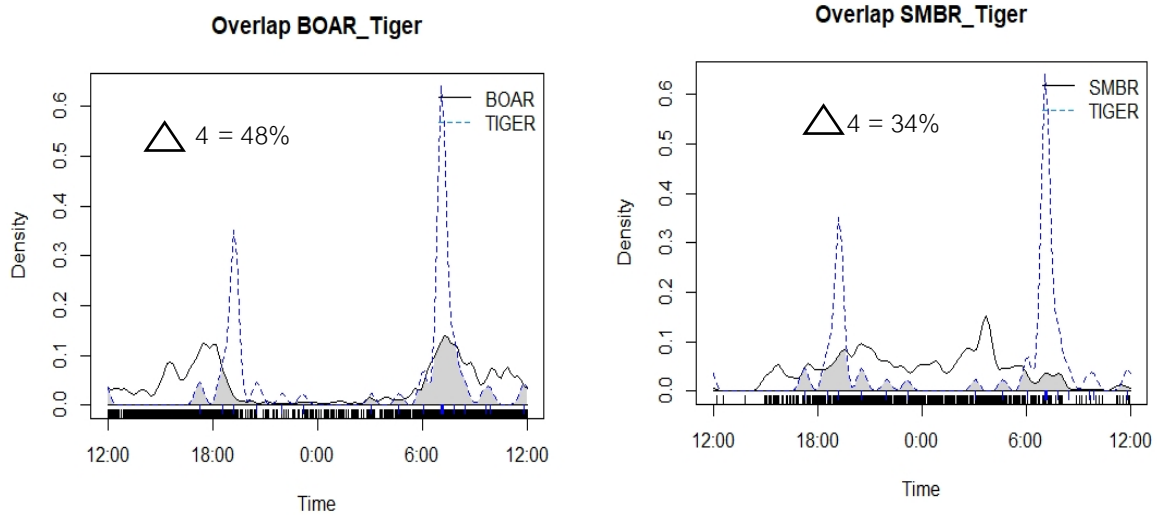 Overlap BOAR_Tiger
BOAR
TIGER
4 = 48%
Density
0.0
0.1
0.2
0.3
0.4
0.5
0.6
12:00 18:00 0:00 6:00 12:00
Time
Overlap SMBR_Tiger
SMBR
TIGER
4 = 34%
Density
0.0
0.1
0.2
0.3
0.4
0.5
0.6
12:00 18:00 0:00 6:00 12:00
Time